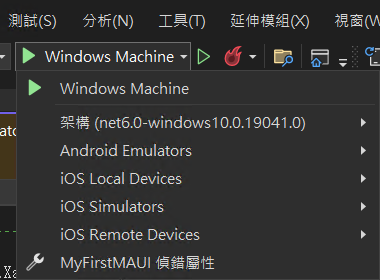 測試(S) 分析(N) 工具(T) 延伸模組(X) 視窗(W
Windows Machine
Windows Machine
架構 (net6.0-windows10.0.19041.0)
Android Emulators
iOS Local Devices
iOS Simulators
iOS Remote Devices
MyFirstMAUI 偵錯屬性
.Xa